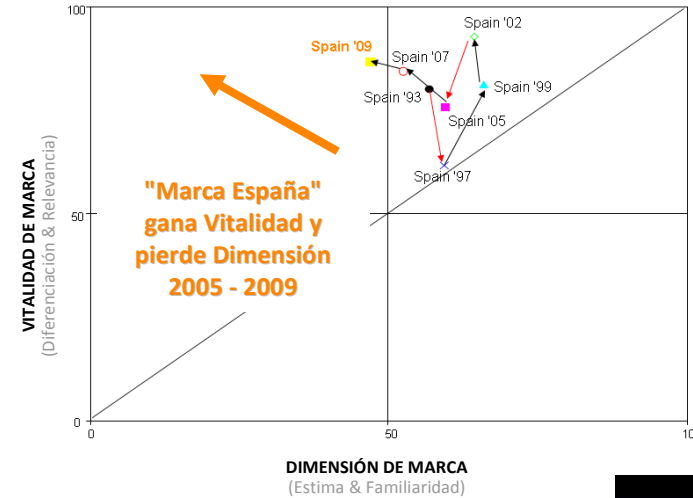 100
Spain '02
Spain '09
Spain '07
Spain '93
Spain '99
Spain '05
Spain '97
"Marca España"
gana Vitalidad y
pierde Dimensión
2005 - 2009
VITALIDAD DE MARCA
(Diferenciación & Relevancia)
50
0
0
50
10
DIMENSIÓN DE MARCA
(Estima & Familiaridad)